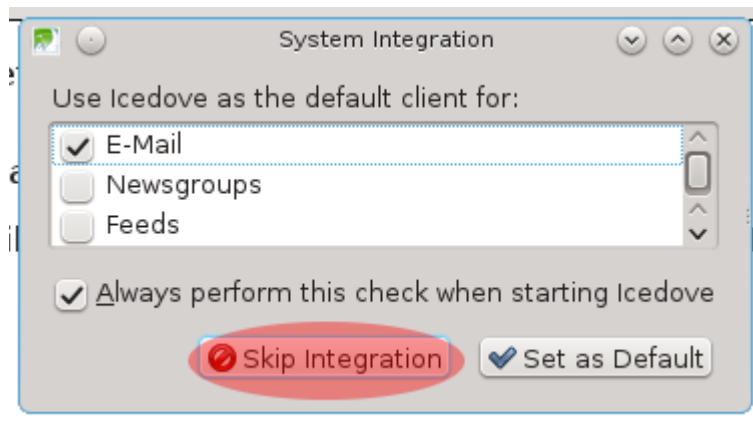 System Integration
Use Icedove as the default client for:
E-Mail
Newsgroups
Feeds
Always perform this check when starting Icedove
Skip Integration Set as Default